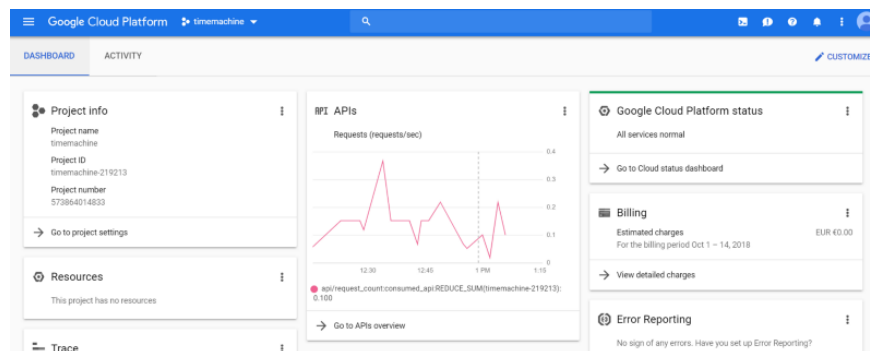 Google Cloud Platform timemachine
DASHBOARD ACTIVITY CUSTOMIZE
Project info
Project name
timemachine
Project ID
timemachine-219213
Project number
573864014833
Go to project settings
Resources
This project has no resources
Trace
API APIs
Requests (requests/sec)
0.4
0.3
0.2
0.1
0
12:30 12:45 1 PM 1:15
api/request_count:consumed_api:REDUCE_SUM(timemachine-219213):
0.100
Go to APIs overview
Google Cloud Platform status
All services normal
Go to Cloud status dashboard
Billing
Estimated charges EUR €0.00
For the billing period Oct 1 – 14, 2018
View detailed charges
Error Reporting
No sign of any errors. Have you set up Error Reporting?